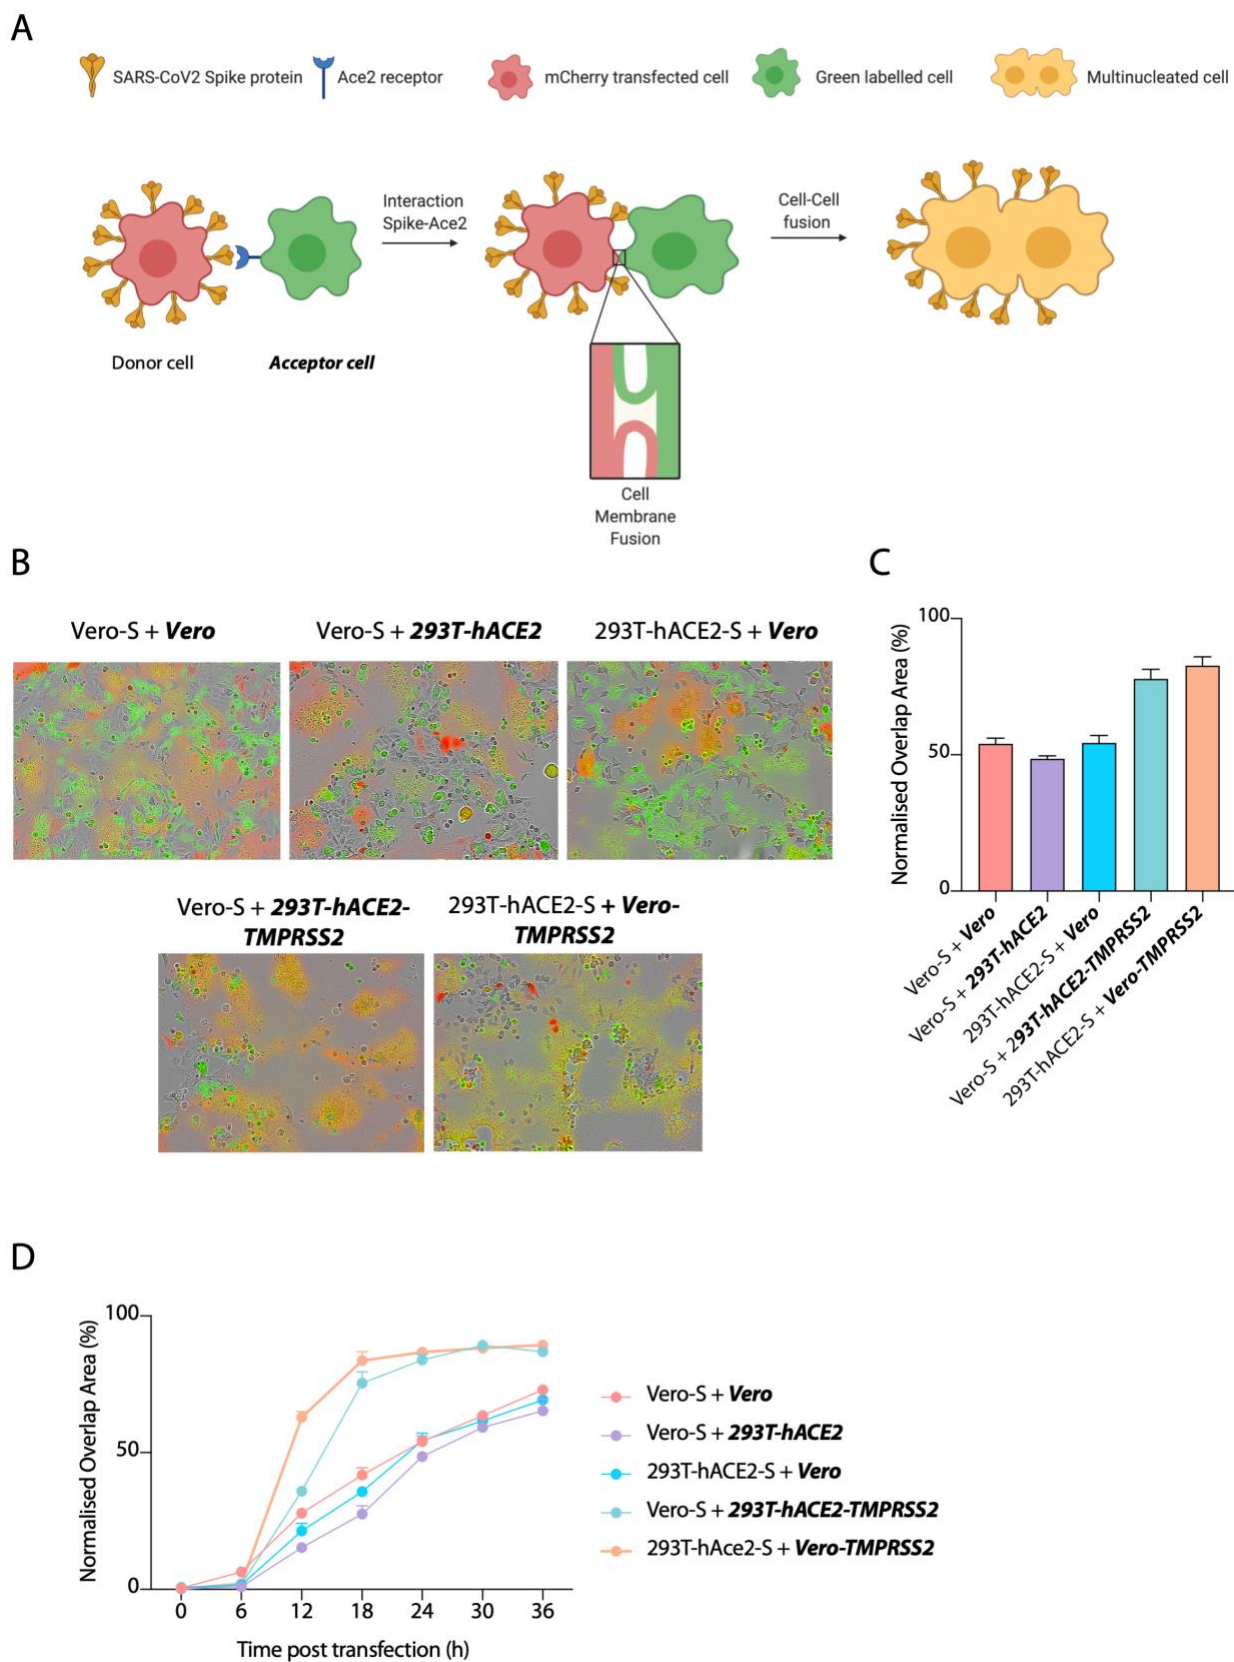 A
SARS-CoV2 Spike protein
Ace2 receptor
mCherry transfected cell
Green labelled cell
Multinucleated cell
Interaction
Spike-Ace2
Cell-Cell
fusion
Donor cell
Acceptor cell
Cell
Membrane
Fusion
B
Vero-S + Vero
Vero-S + 293T-hACE2
293T-hACE2-S + Vero
Vero-S + 293T-hACE2-
TMPRSS2
293T-hACE2-S + Vero-
TMPRSS2
C
Normalised Overlap Area (%)
100
50
0
Vero-S + Vero
Vero-S + 293T-hACE2
293T-hACE2-S + Vero
Vero-S + 293T-hACE2-TMPRSS2
293T-hACE2-S + Vero-TMPRSS2
D
Normalised Overlap Area (%)
100
50
0
0 6 12 18 24 30 36
Time post transfection (h)
Vero-S + Vero
Vero-S + 293T-hACE2
293T-hACE2-S + Vero
Vero-S + 293T-hACE2-TMPRSS2
293T-hAce2-S + Vero-TMPRSS2